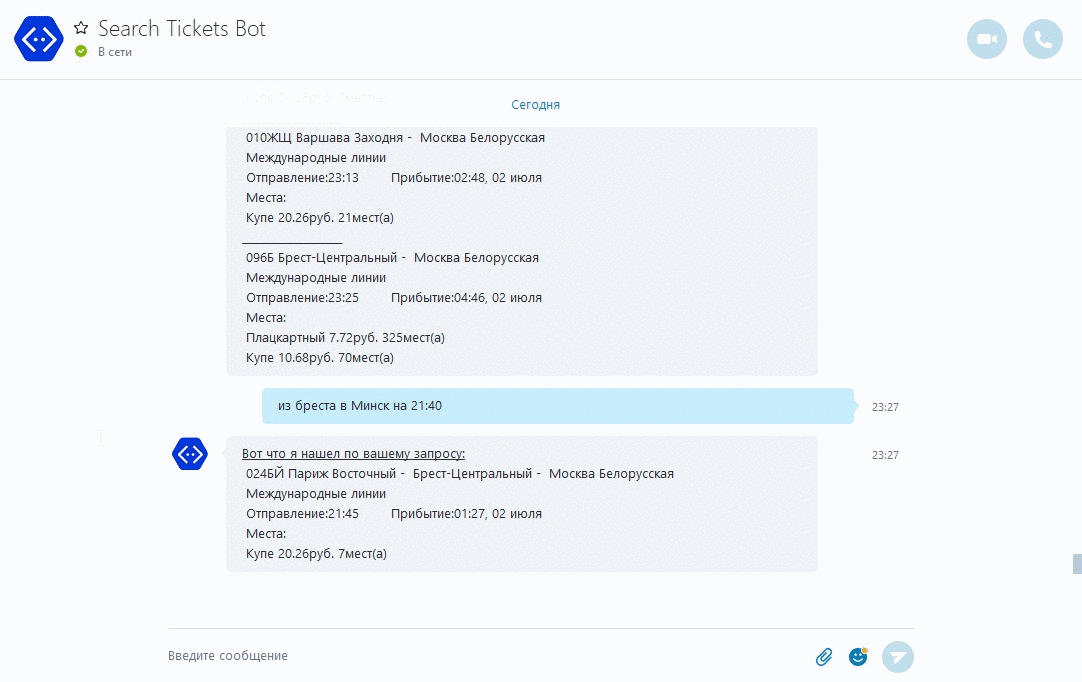 Search Tickets Bot
В сети
Сегодня
010ЖЩ Варшава Заходня - Москва Белорусская
Международные линии
Отправление:23:13 Прибытие:02:48, 02 июля
Места:
Купе 20.26руб. 21мест(а)
096Б Брест-Центральный - Москва Белорусская
Международные линии
Отправление:23:25 Прибытие:04:46, 02 июля
Места:
Плацкартный 7.72руб. 325мест(а)
Купе 10.68руб. 70мест(а)
из бреста в Минск на 21:40
23:27
Вот что я нашел по вашему запросу:
23:27
024БЙ Париж Восточный - Брест-Центральный - Москва Белорусская
Международные линии
Отправление:21:45 Прибытие:01:27, 02 июля
Места:
Купе 20.26руб. 7мест(а)
Введите сообщение